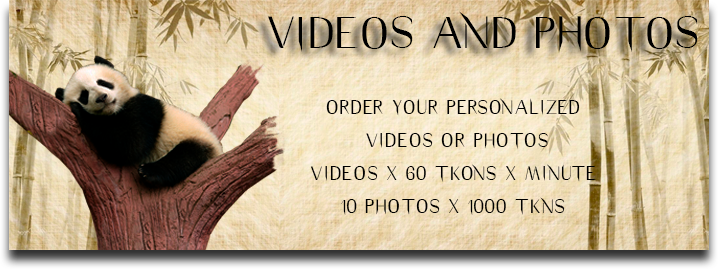 VIDEOS AND PHOTOS
ORDER YOUR PERSONALIZED
VIDEOS OR PHOTOS
VIDEOS X 60 TKONS X MINUTE
10 PHOTOS X 1000 TKNS